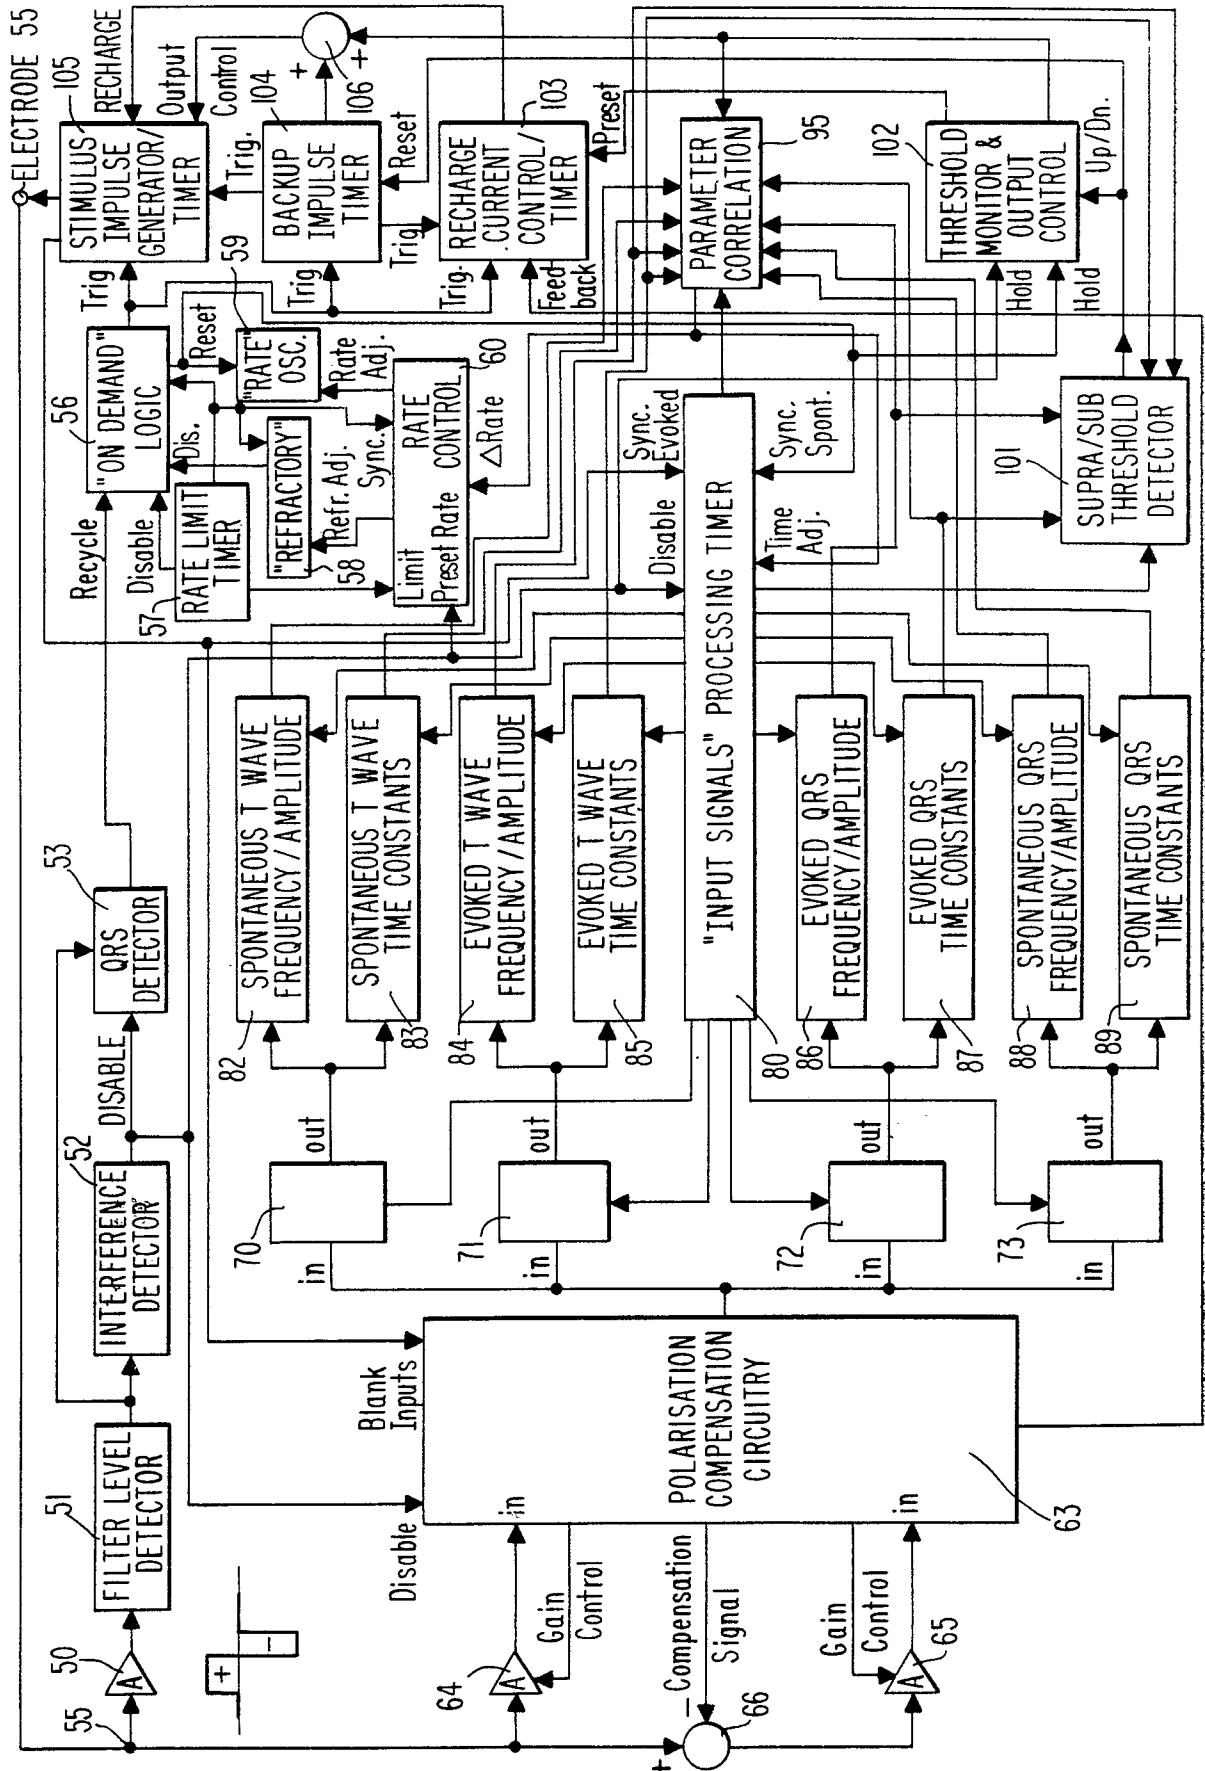 ELECTRODE 55
105
STIMULUS
IMPULSE
GENERATOR/
TIMER
RECHARGE
Output
Control
+
+
106
Trig.
104
BACKUP
IMPULSE
TIMER
Reset
Trig.
103
RECHARGE
CURRENT
CONTROL/
TIMER
Preset
Trig.
Feed
back
95
PARAMETER
CORRELATION
102
THRESHOLD
MONITOR &
OUTPUT
CONTROL
Up/Dn.
Hold
Hold
Trig
Trig
59
Reset
"RATE"
OSC.
Rate
Adj.
60
RATE
CONTROL
△Rate
Sync.
Refr. Adj.
Limit
Preset Rate
56
"ON DEMAND"
LOGIC
Dis.
"REFRACTORY"
58
Recycle
Disable
RATE LIMIT
TIMER
57
Sync.
Evoked
Disable
Sync.
Spont.
Time
Adj.
"INPUT SIGNALS" PROCESSING TIMER
80
101
SUPRA/SUB
THRESHOLD
DETECTOR
53
QRS
DETECTOR
DISABLE
52
INTERFERENCE
DETECTOR
51
FILTER LEVEL
DETECTOR
50
A
55
+
−
SPONTANEOUS T WAVE
FREQUENCY/AMPLITUDE
82
SPONTANEOUS T WAVE
TIME CONSTANTS
83
EVOKED T WAVE
FREQUENCY/AMPLITUDE
84
EVOKED T WAVE
TIME CONSTANTS
85
EVOKED QRS
FREQUENCY/AMPLITUDE
86
EVOKED QRS
TIME CONSTANTS
87
SPONTANEOUS QRS
FREQUENCY/AMPLITUDE
88
SPONTANEOUS QRS
TIME CONSTANTS
89
out
70
in
out
71
in
out
72
in
out
73
in
Blank
Inputs
Disable
POLARISATION
COMPENSATION
CIRCUITRY
63
in
in
64
A
Gain
Control
Compensation
Signal
−
+
66
Gain
Control
A
65